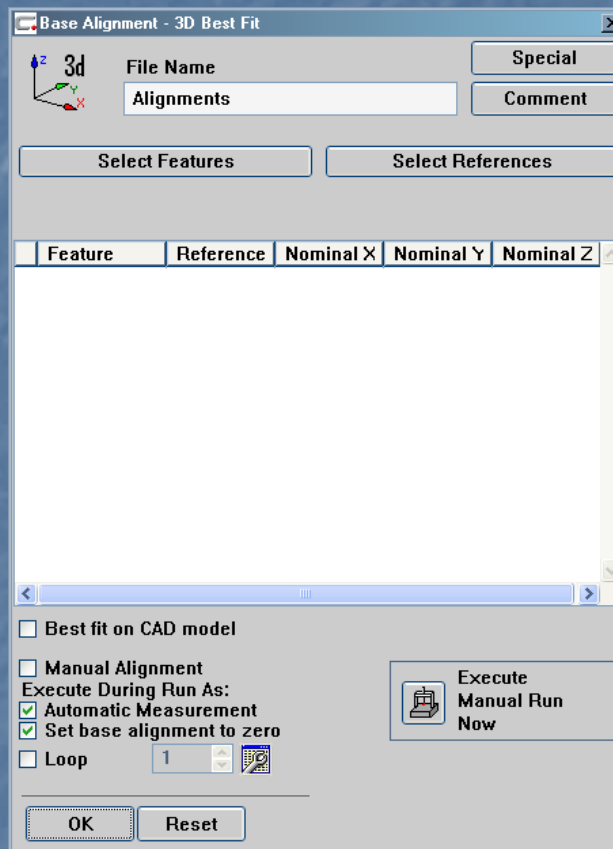 Base Alignment - 3D Best Fit
Z
Y
X
3d
File Name
Alignments
Special
Comment
Select Features
Select References
Feature Reference Nominal X Nominal Y Nominal Z
Best fit on CAD model
Manual Alignment
Execute During Run As:
Automatic Measurement
Set base alignment to zero
Loop 1
Execute
Manual Run
Now
OK Reset